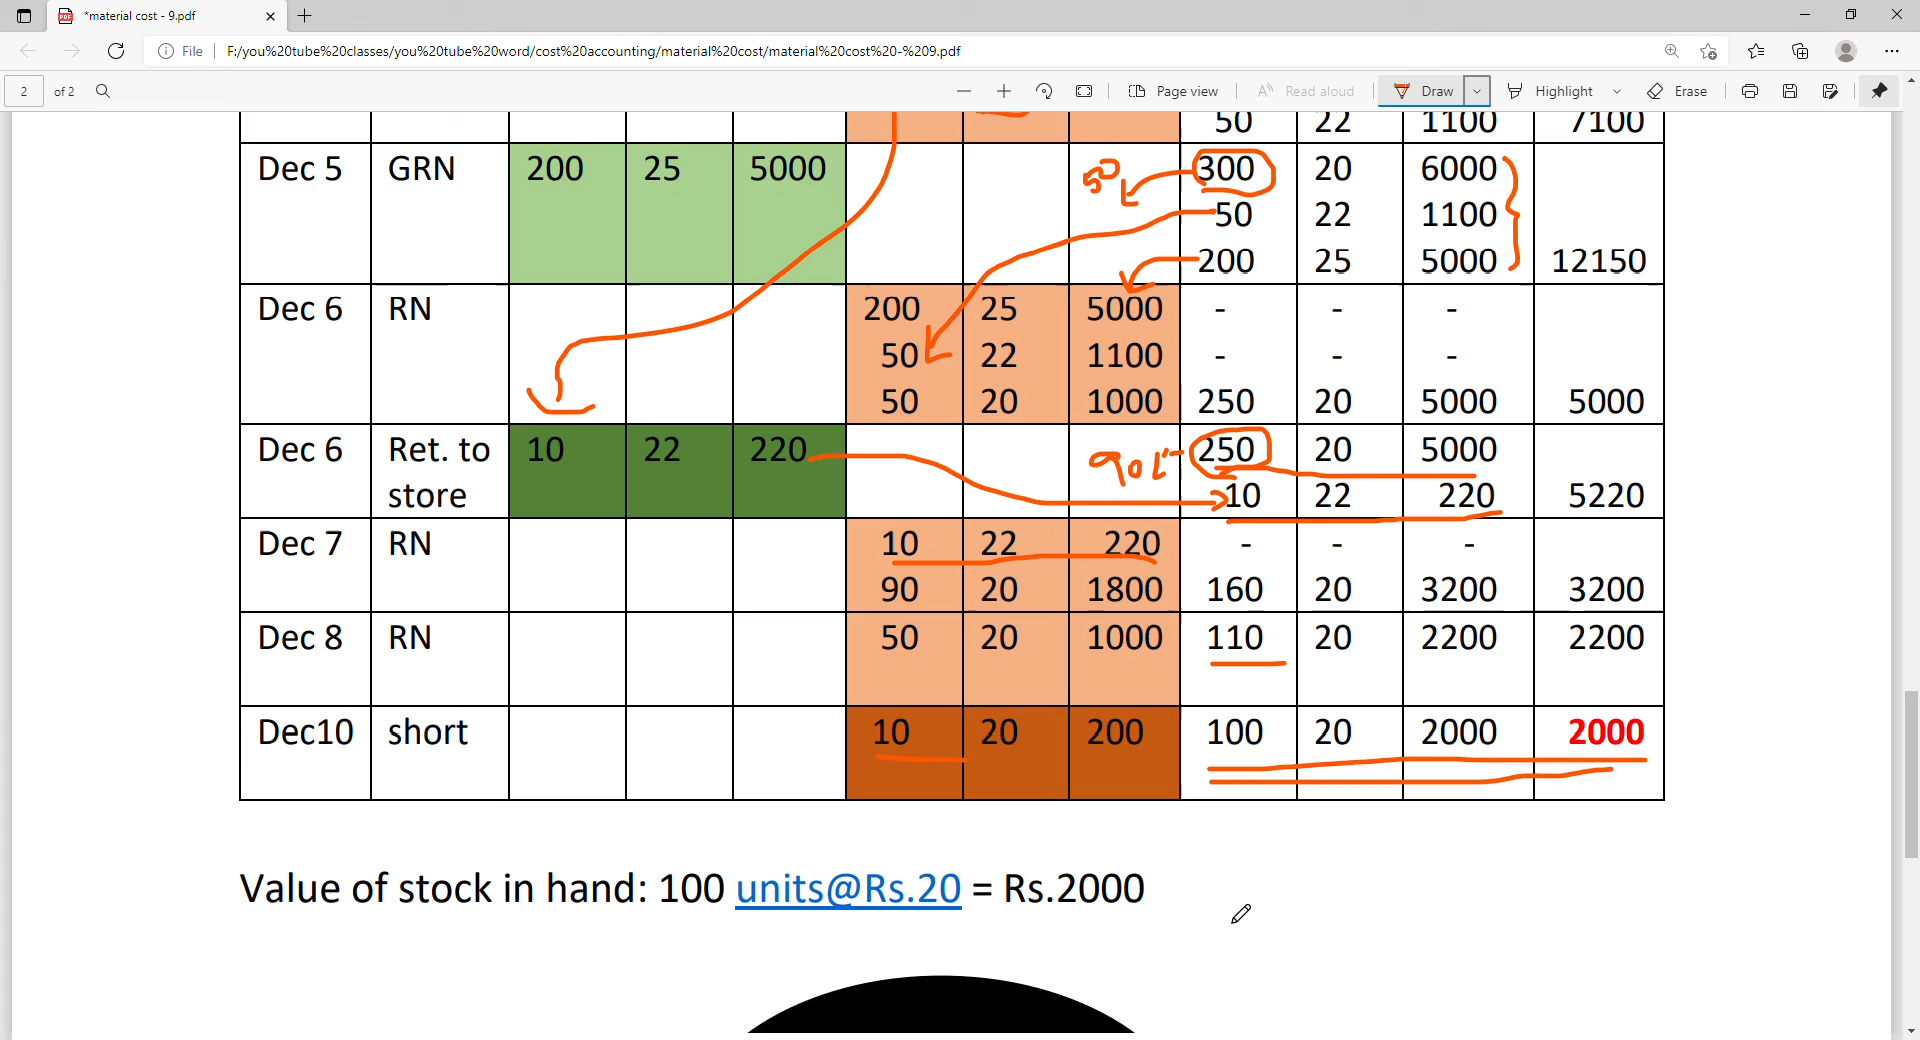 *material cost - 9.pdf
File F:/you%20tube%20classes/you%20tube%20word/cost%20accounting/material%20cost/material%20cost%20-%209.pdf
2 of 2 Page view Read aloud Draw Highlight Erase
50 22 1100 7100
Dec 5 GRN 200 25 5000 50 300 20 6000
50 22 1100
200 25 5000 12150
Dec 6 RN 200 25 5000 - - -
50 22 1100 - - -
50 20 1000 250 20 5000 5000
Dec 6 Ret. to 10 22 220 250 20 5000
store 10 22 220 5220
Dec 7 RN 10 22 220 - - -
90 20 1800 160 20 3200 3200
Dec 8 RN 50 20 1000 110 20 2200 2200
Dec10 short 10 20 200 100 20 2000 2000
Value of stock in hand: 100 units@Rs.20 = Rs.2000